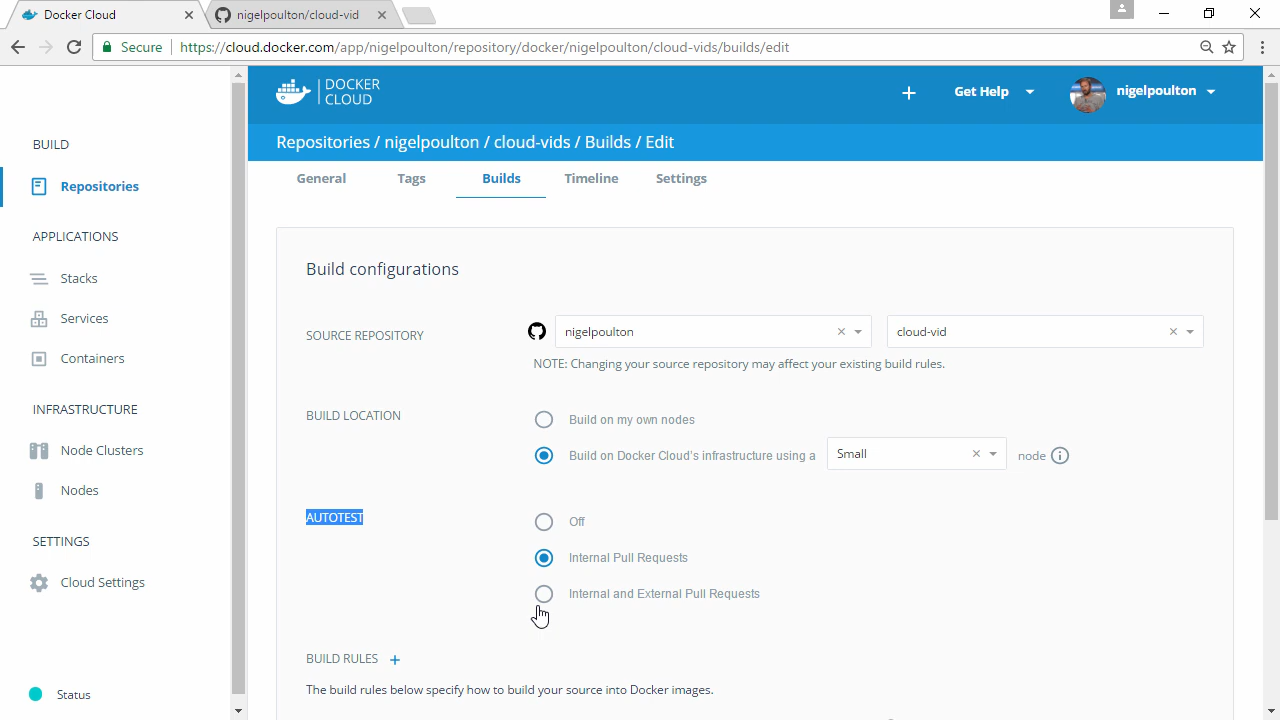 Docker Cloud
nigelpoulton/cloud-vid
Secure
https://cloud.docker.com/app/nigelpoulton/repository/docker/nigelpoulton/cloud-vids/builds/edit
DOCKER
CLOUD
Get Help
nigelpoulton
Repositories / nigelpoulton / cloud-vids / Builds / Edit
General
Tags
Builds
Timeline
Settings
BUILD
Repositories
APPLICATIONS
Stacks
Services
Containers
INFRASTRUCTURE
Node Clusters
Nodes
SETTINGS
Cloud Settings
Status
Build configurations
SOURCE REPOSITORY
nigelpoulton
cloud-vid
NOTE: Changing your source repository may affect your existing build rules.
BUILD LOCATION
Build on my own nodes
Build on Docker Cloud's infrastructure using a
Small
node
AUTOTEST
Off
Internal Pull Requests
Internal and External Pull Requests
BUILD RULES +
The build rules below specify how to build your source into Docker images.